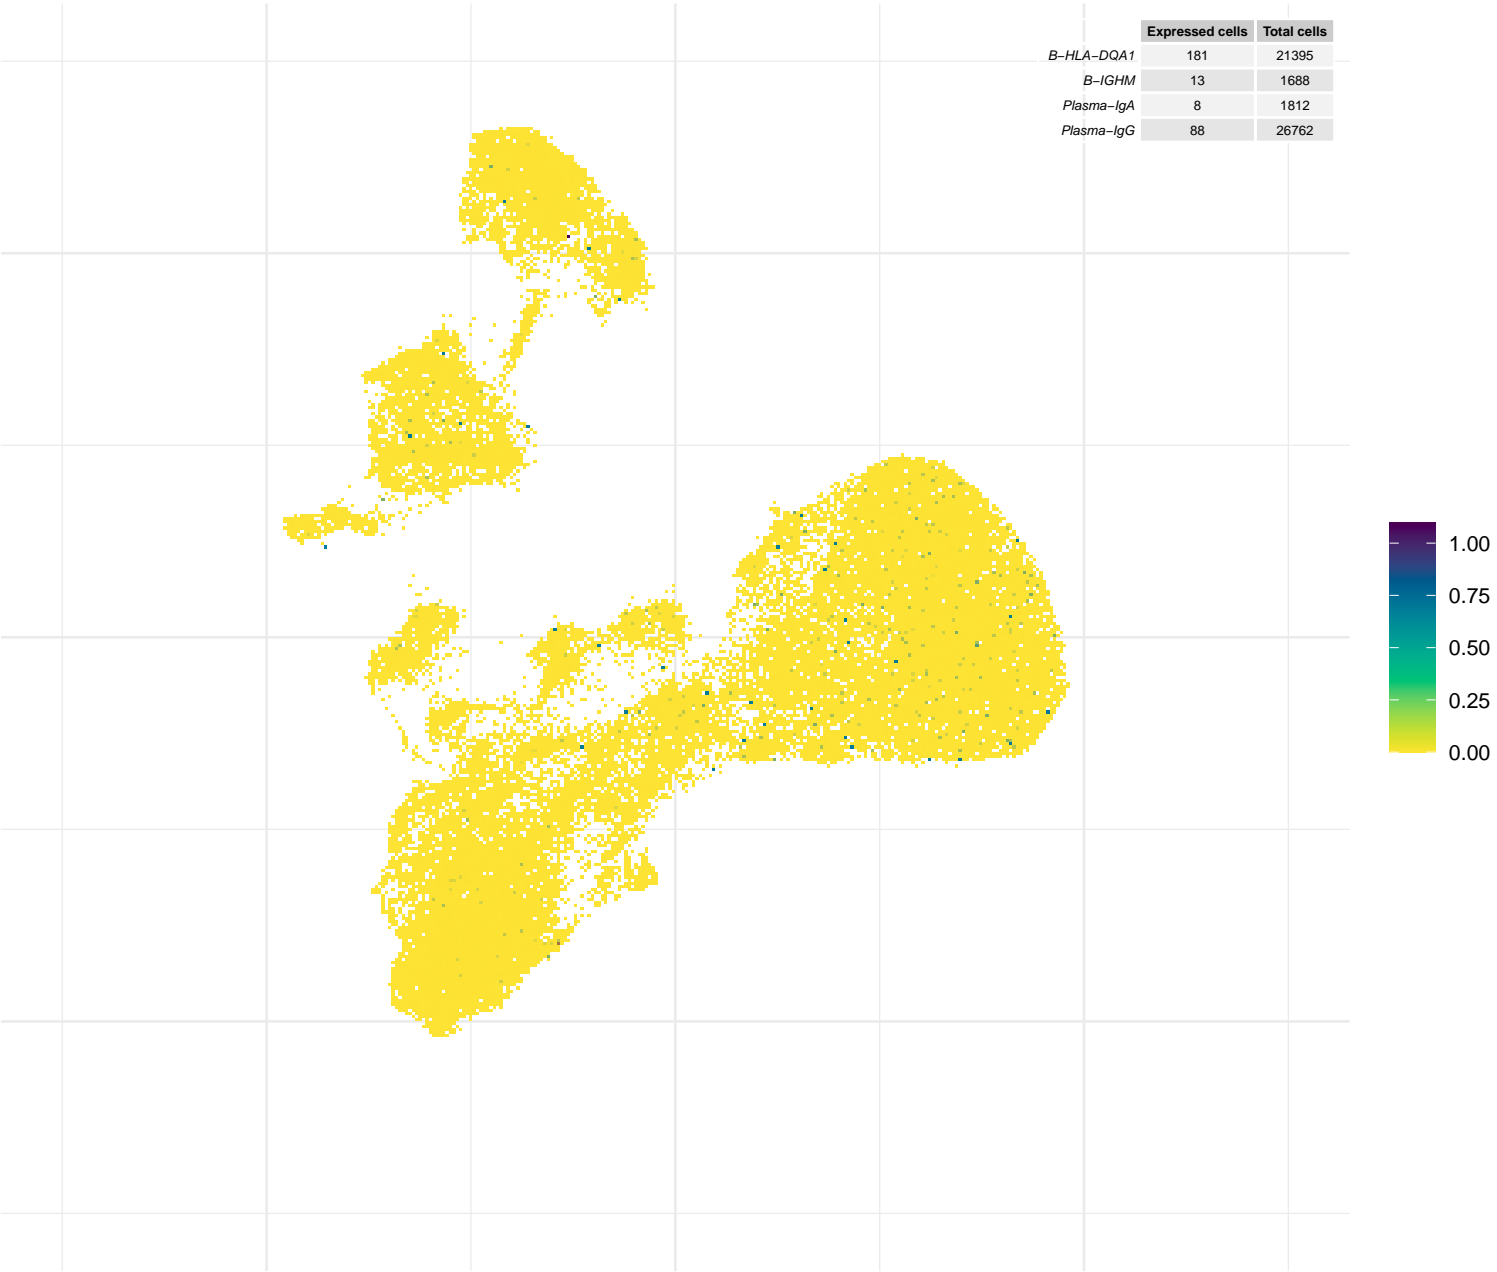 Expressed cells Total cells
B−HLA−DQA1 181 21395
B−IGHM 13 1688
Plasma−IgA 8 1812
Plasma−IgG 88 26762
1.00
0.75
0.50
0.25
0.00